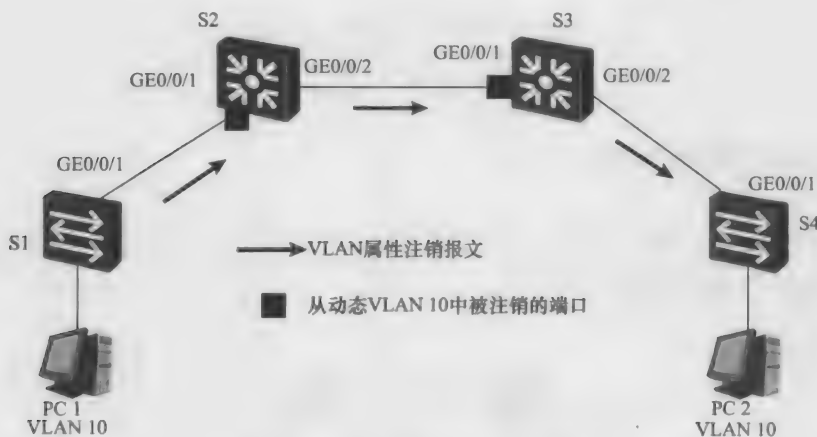 S2
S3
GE0/0/1
GE0/0/2
GE0/0/1
GE0/0/2
GE0/0/1
GE0/0/1
S1
S4
VLAN属性注销报文
从动态VLAN 10中被注销的端口
PC 1
VLAN 10
PC 2
VLAN 10